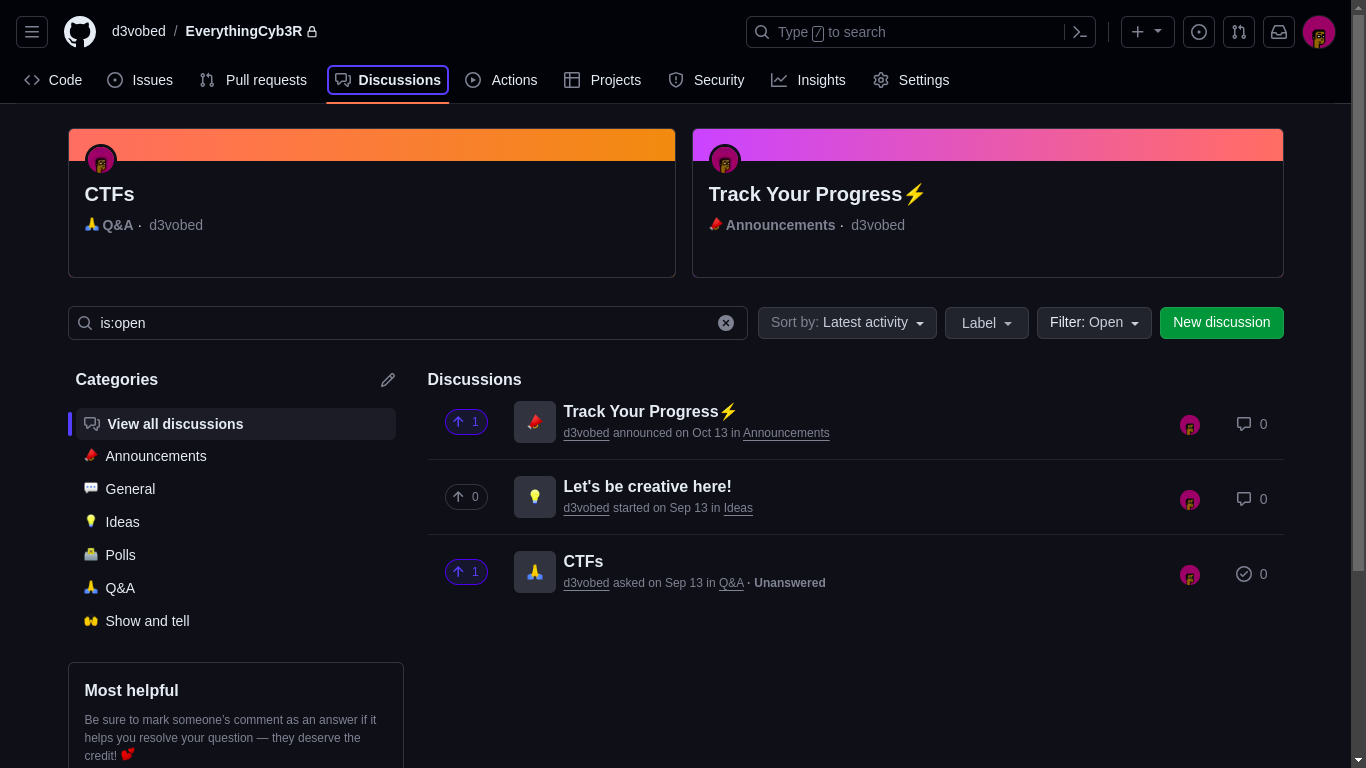 d3vobed / EverythingCyb3R
Type / to search
Code Issues Pull requests Discussions Actions Projects Security Insights Settings
CTFs
🙏 Q&A · d3vobed
Track Your Progress⚡
📣 Announcements · d3vobed
is:open
Sort by: Latest activity
Label
Filter: Open
New discussion
Categories
View all discussions
📣 Announcements
💬 General
💡 Ideas
🗳️ Polls
🙏 Q&A
🙌 Show and tell
Most helpful
Be sure to mark someone's comment as an answer if it
helps you resolve your question — they deserve the
credit! 💕
Discussions
1
Track Your Progress⚡
d3vobed announced on Oct 13 in Announcements
0
0
Let's be creative here!
d3vobed started on Sep 13 in Ideas
0
1
CTFs
d3vobed asked on Sep 13 in Q&A · Unanswered
0